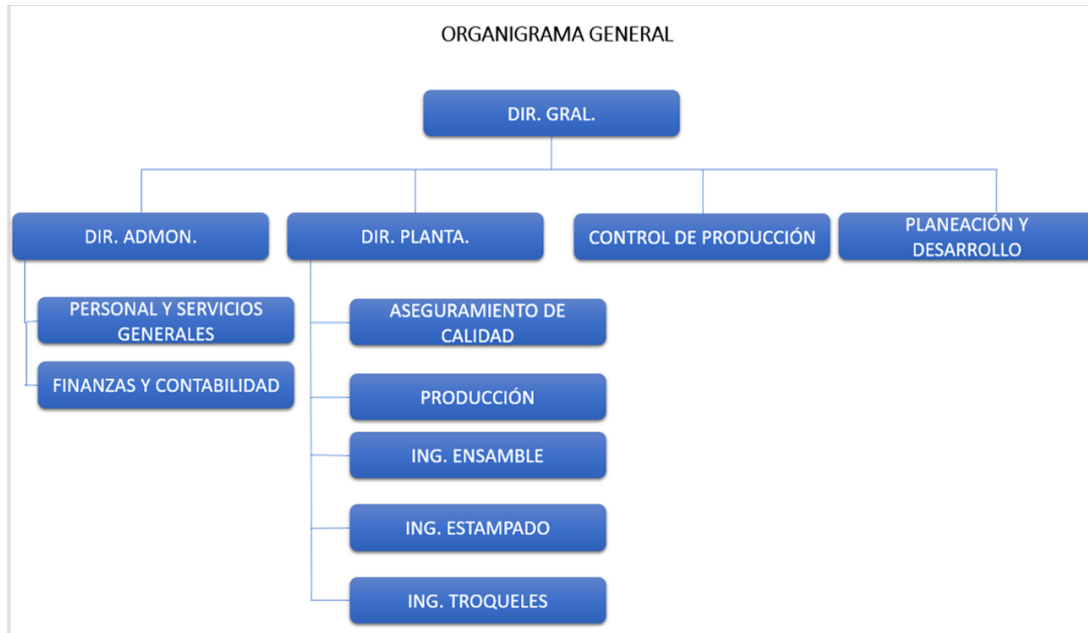 ORGANIGRAMA GENERAL
DIR. GRAL.
DIR. ADMON.
DIR. PLANTA.
CONTROL DE PRODUCCIÓN
PLANEACIÓN Y
DESARROLLO
PERSONAL Y SERVICIOS
GENERALES
FINANZAS Y CONTABILIDAD
ASEGURAMIENTO DE
CALIDAD
PRODUCCIÓN
ING. ENSAMBLE
ING. ESTAMPADO
ING. TROQUELES